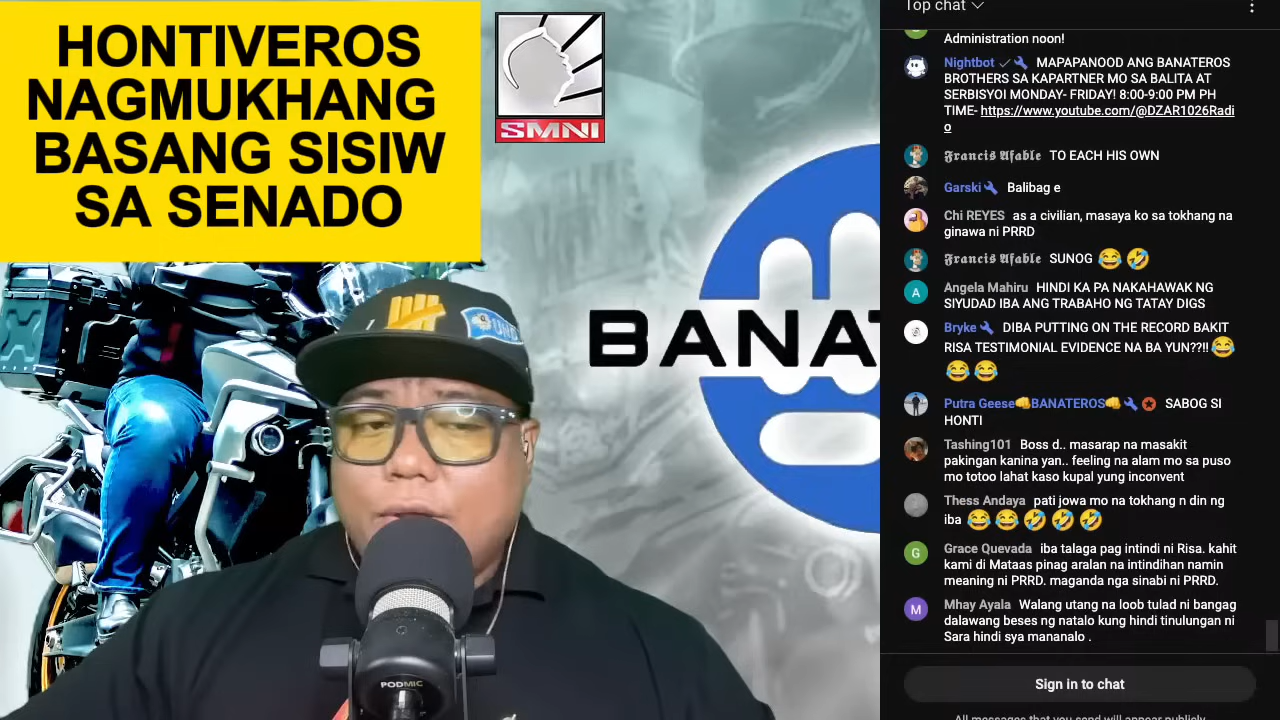 HONTIVEROS
NAGMUKHANG
BASANG SISIW
SA SENADO
SMNI
BANAT
PODMIC
Top chat
Administration noon!
Nightbot MAPAPANOOD ANG BANATEROS
BROTHERS SA KAPARTNER MO SA BALITA AT
SERBISYOI MONDAY- FRIDAY! 8:00-9:00 PM PH
TIME- https://www.youtube.com/@DZAR1026Radi
o
Francis Afable TO EACH HIS OWN
Garski Balibag e
Chi REYES as a civilian, masaya ko sa tokhang na
ginawa ni PRRD
Francis Afable SUNOG 😂 🤣
A
Angela Mahiru HINDI KA PA NAKAHAWAK NG
SIYUDAD IBA ANG TRABAHO NG TATAY DIGS
Bryke DIBA PUTTING ON THE RECORD BAKIT
RISA TESTIMONIAL EVIDENCE NA BA YUN??!! 😂
😂 😂
Putra Geese👊BANATEROS👊 SABOG SI
HONTI
Tashing101 Boss d.. masarap na masakit
pakingan kanina yan.. feeling na alam mo sa puso
mo totoo lahat kaso kupal yung inconvent
Thess Andaya pati jowa mo na tokhang n din ng
iba 😂 😂 🤣 🤣 🤣
G
Grace Quevada iba talaga pag intindi ni Risa. kahit
kami di Mataas pinag aralan na intindihan namin
meaning ni PRRD. maganda nga sinabi ni PRRD.
M
Mhay Ayala Walang utang na loob tulad ni bangag
dalawang beses ng natalo kung hindi tinulungan ni
Sara hindi sya mananalo .
Sign in to chat
All messages that you send will appear publicly